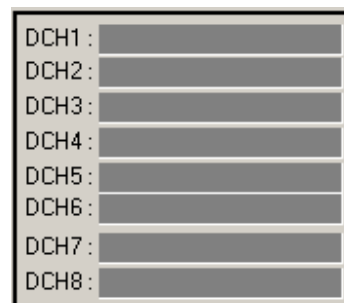 DCH1 :
DCH2 :
DCH3 :
DCH4 :
DCH5 :
DCH6 :
DCH7 :
DCH8 :